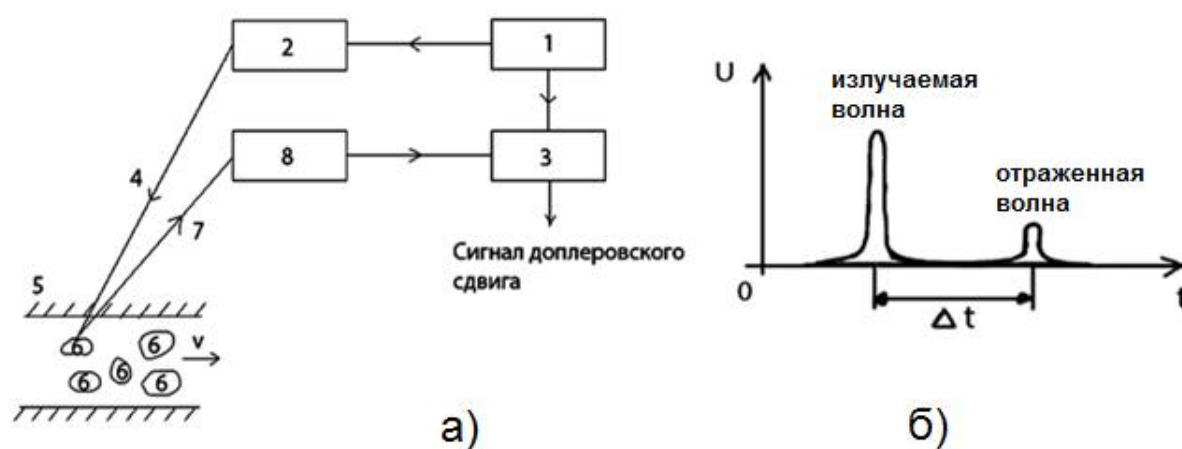 2
1
U
излучаемая
волна
4
8
3
отраженная
волна
7
Сигнал доплеровского
сдвига
5
0
t
Δ t
6
v
6
6
6
6
а)
б)